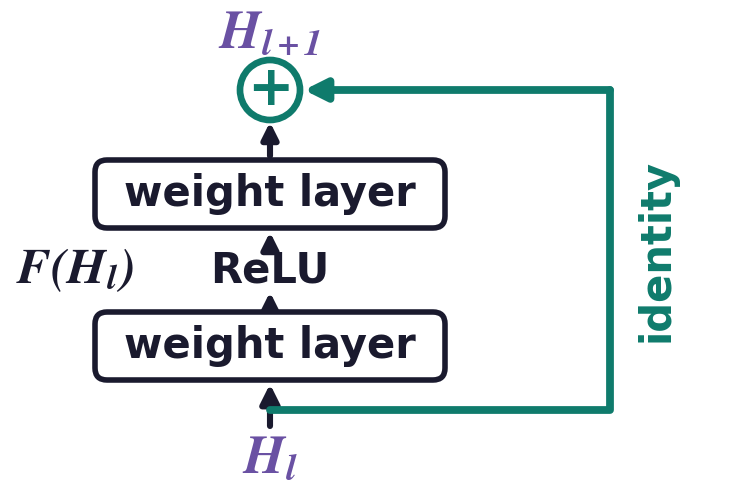 H_{l+1}
+
weight layer
F(H_l)
ReLU
weight layer
identity
H_l